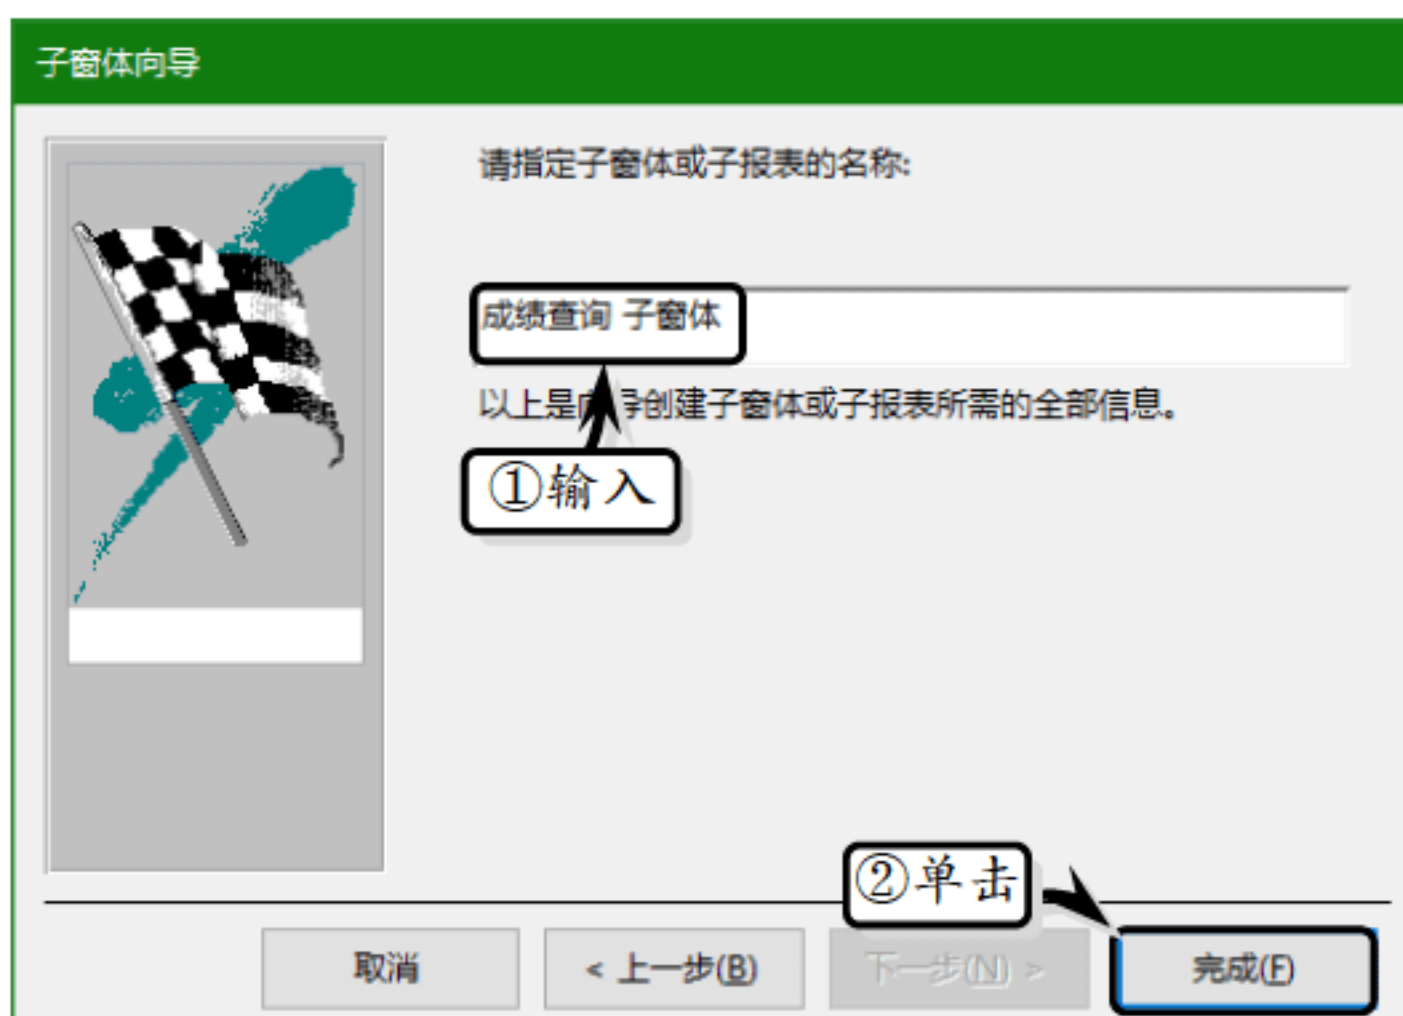 子窗体向导
请指定子窗体或子报表的名称:
成绩查询 子窗体
以上是向导创建子窗体或子报表所需的全部信息。
①输入
②单击
取消
< 上一步(B)
下一步(N) >
完成(F)